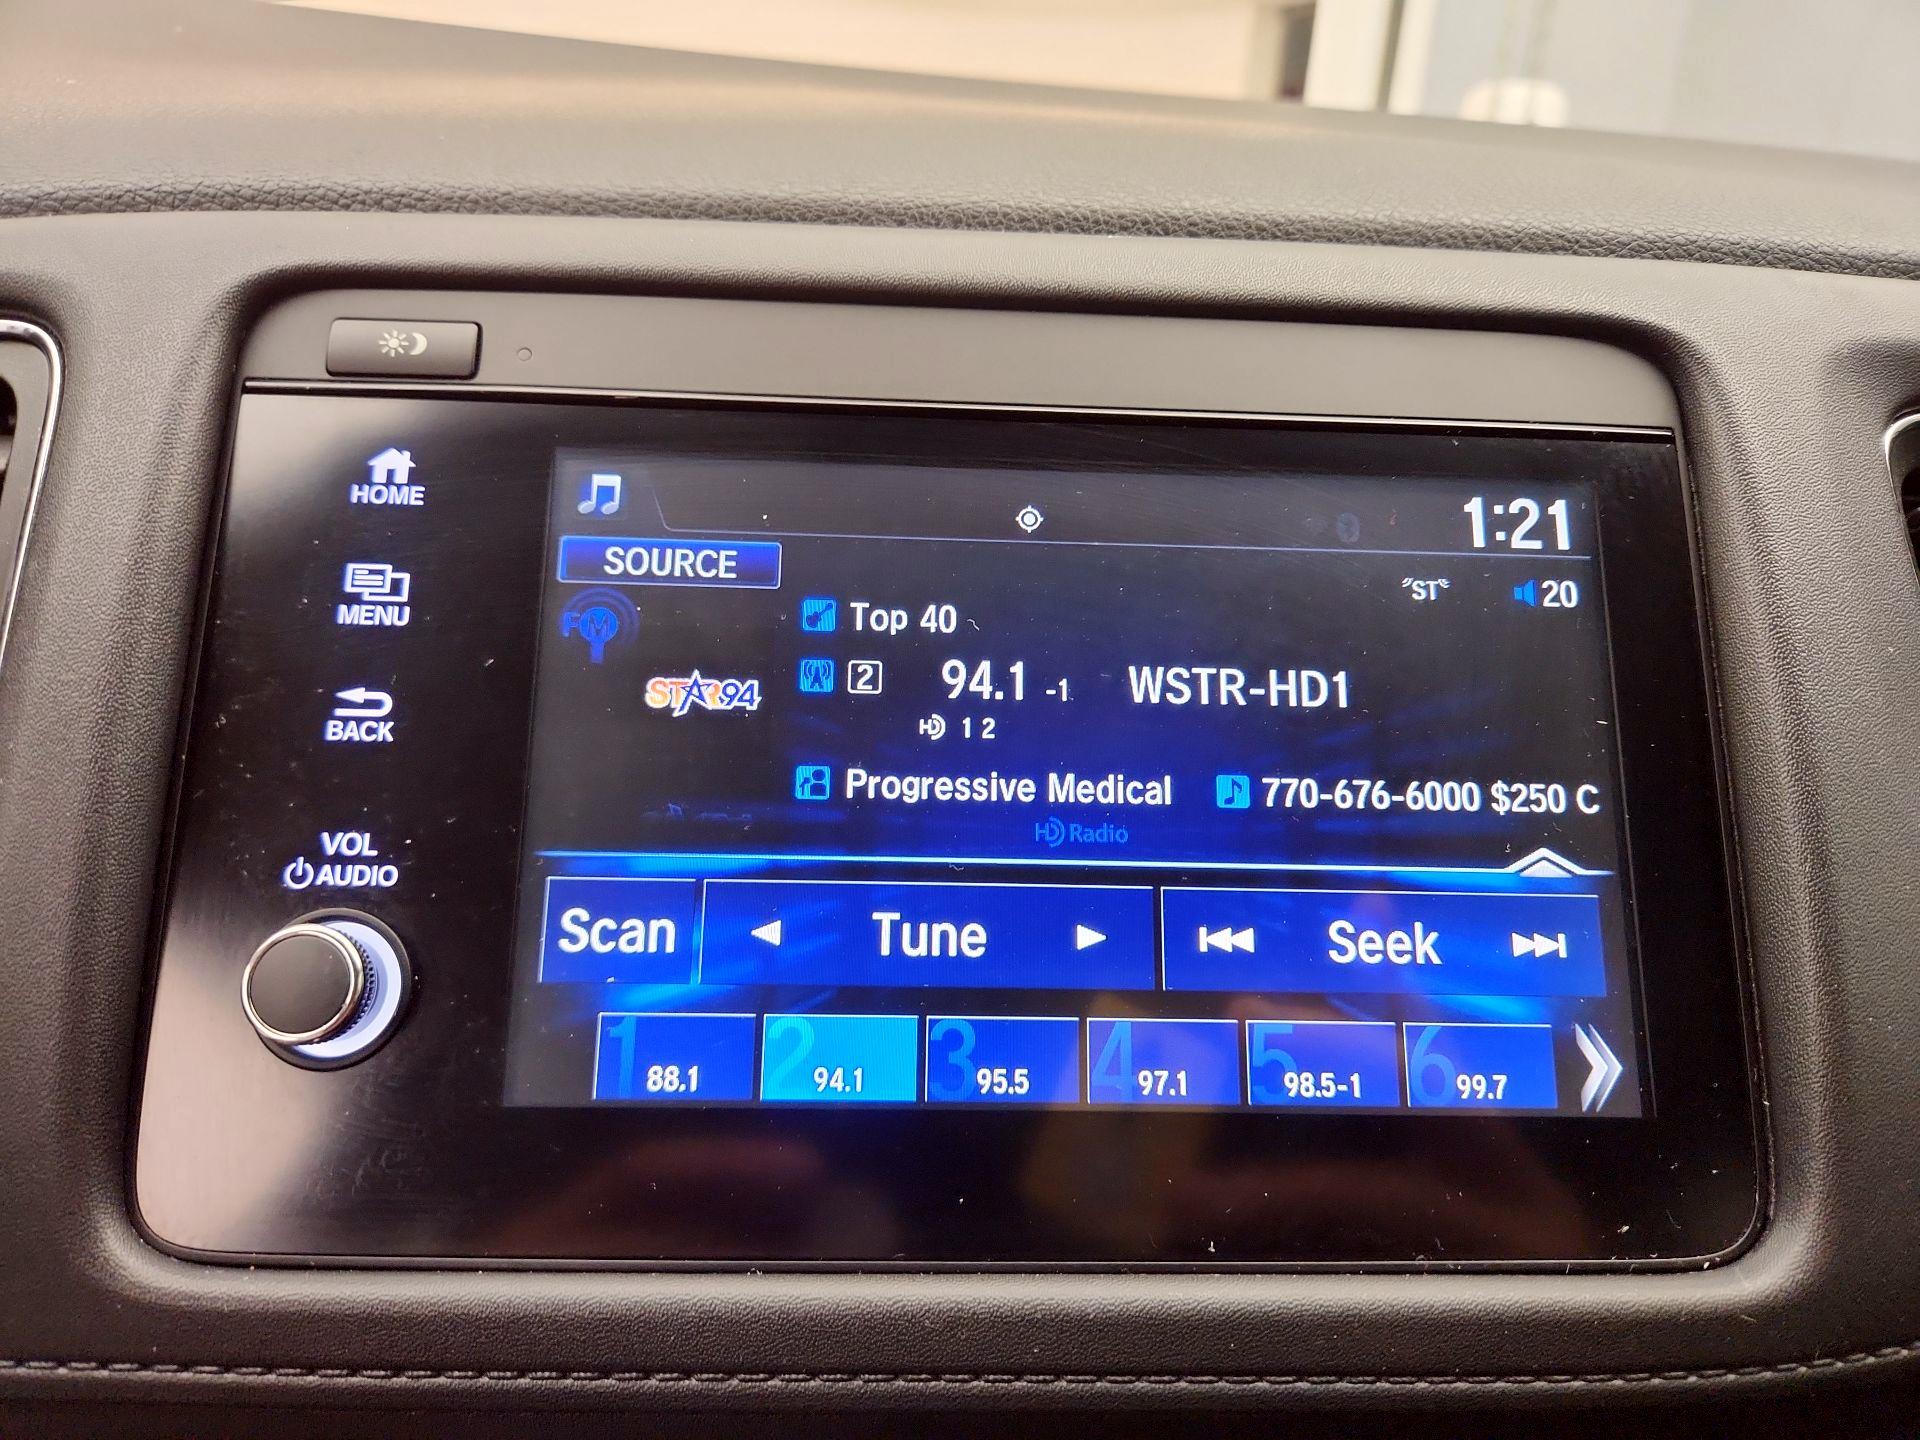 HOME
MENU
BACK
VOL
AUDIO
1:21
SOURCE
"ST"
20
FM
Top 40
STAR94
2 94.1 -1 WSTR-HD1
HD 1 2
Progressive Medical 770-676-6000 $250 C
HD Radio
Scan Tune Seek
1 88.1
2 94.1
3 95.5
4 97.1
5 98.5-1
6 99.7